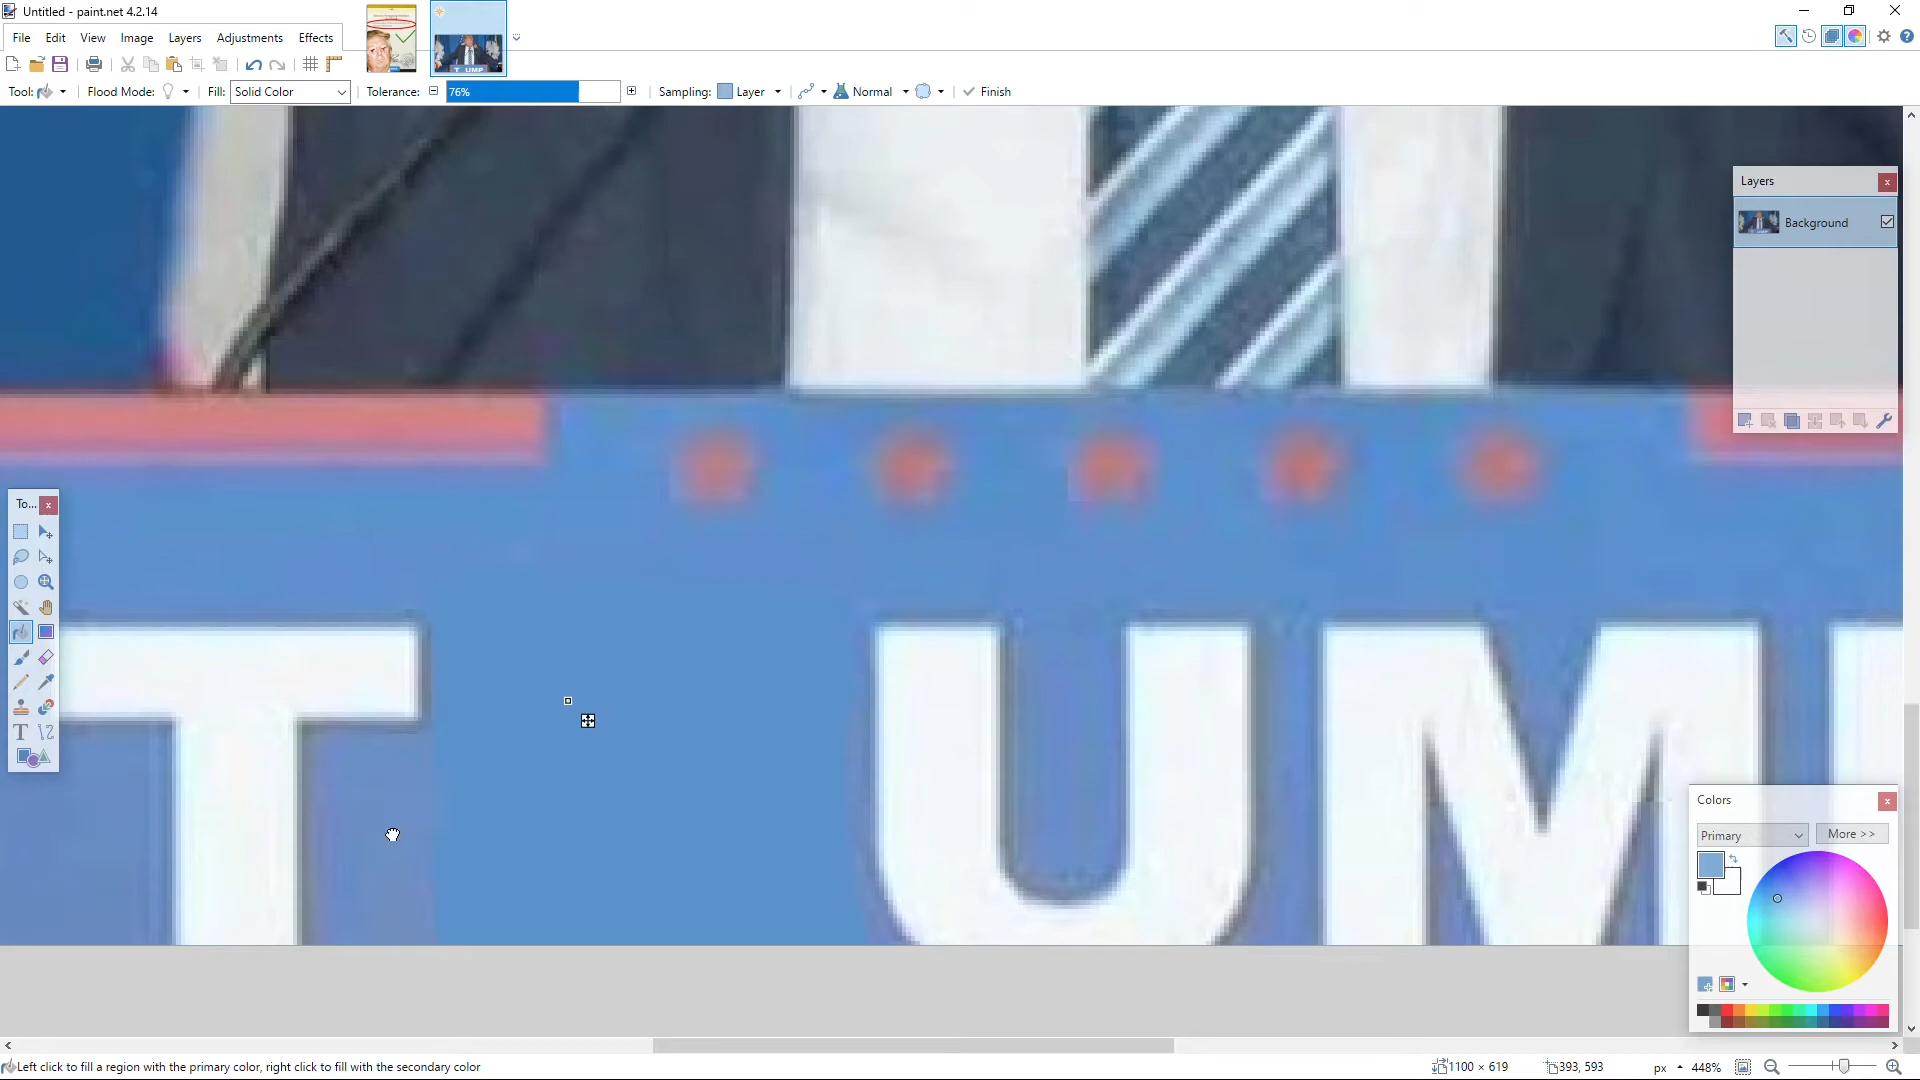 Untitled - paint.net 4.2.14
File Edit View Image Layers Adjustments Effects
T UMP
Tool: Flood Mode: Fill: Solid Color Tolerance: 76% Sampling: Layer Normal Finish
Layers
Background
To...
T UM
Colors
Primary More >>
Left click to fill a region with the primary color, right click to fill with the secondary color 1100 × 619 393, 593 px 448%